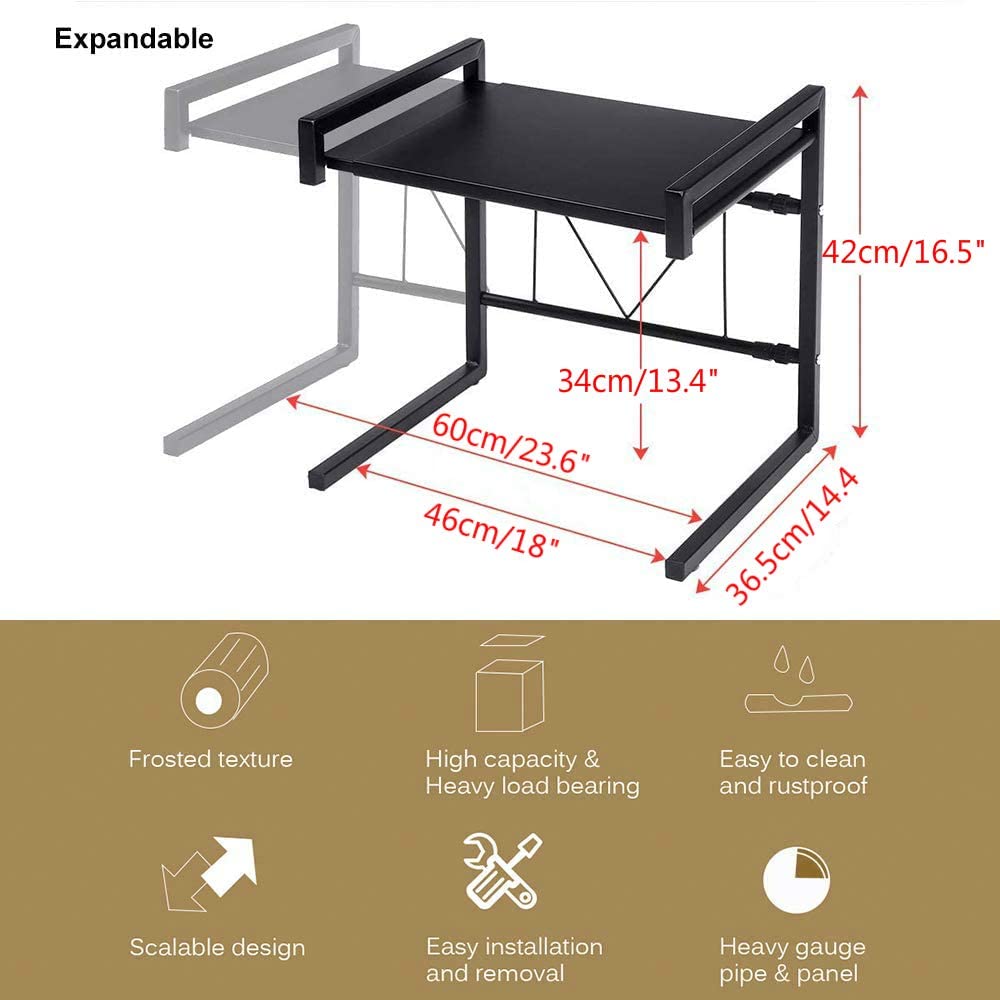 Expandable
42cm/16.5"
34cm/13.4"
60cm/23.6"
46cm/18"
36.5cm/14.4
Frosted texture
High capacity &
Heavy load bearing
Easy to clean
and rustproof
Scalable design
Easy installation
and removal
Heavy gauge
pipe & panel